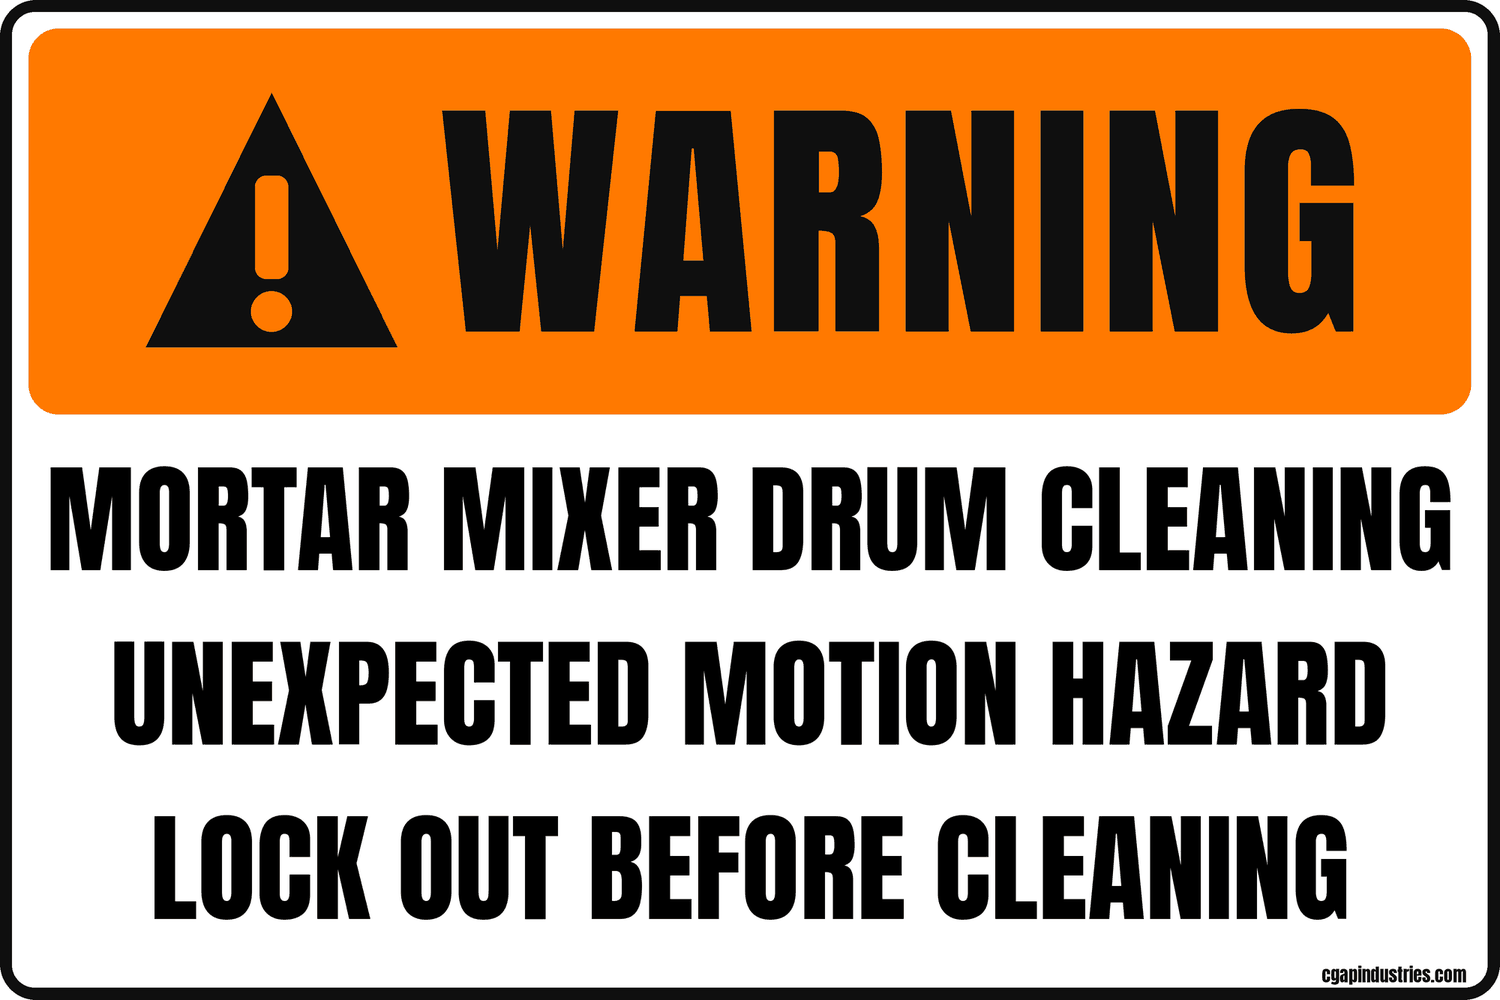 WARNING
MORTAR MIXER DRUM CLEANING
UNEXPECTED MOTION HAZARD
LOCK OUT BEFORE CLEANING
cgapindustries.com